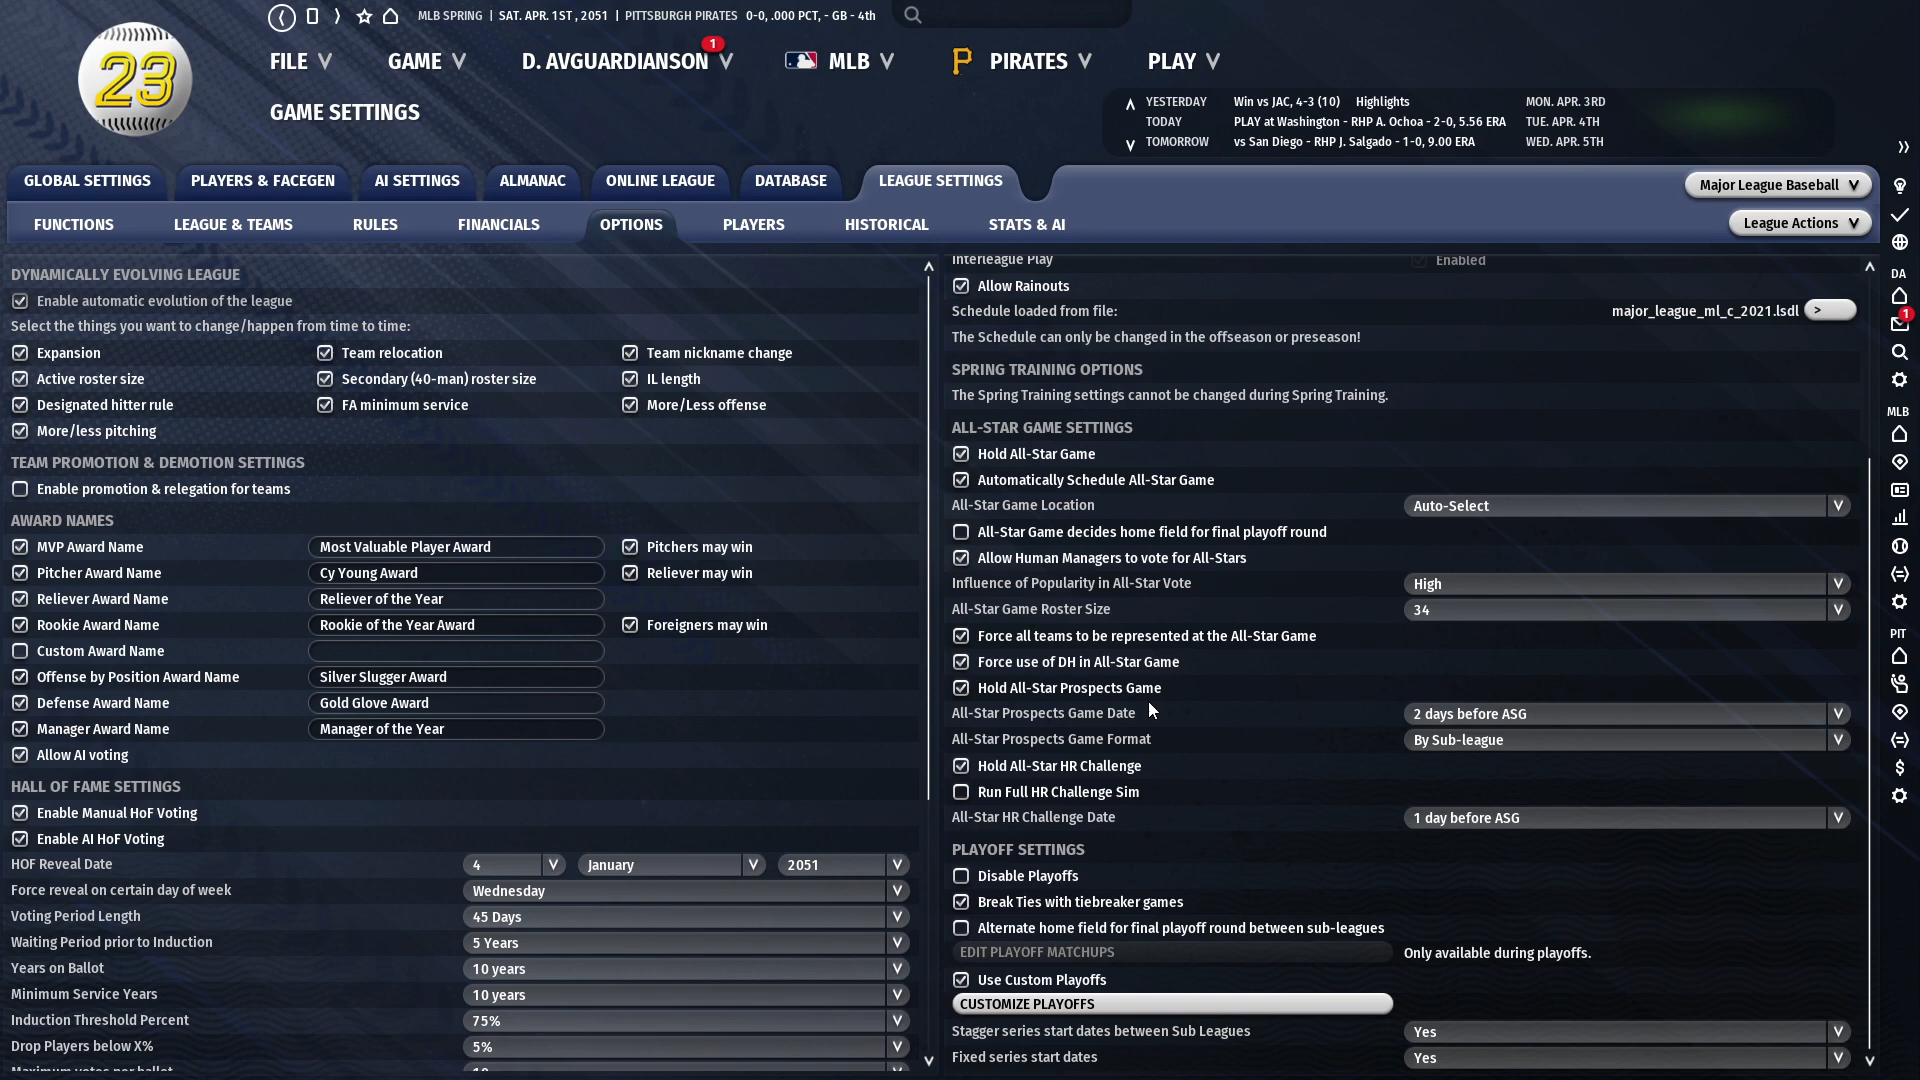 MLB SPRING | SAT. APR. 1ST , 2051 | PITTSBURGH PIRATES 0-0, .000 PCT, - GB - 4th
23
FILE
GAME
D. AVGUARDIANSON
1
MLB
PIRATES
PLAY
GAME SETTINGS
YESTERDAY Win vs JAC, 4-3 (10) Highlights MON. APR. 3RD
TODAY PLAY at Washington - RHP A. Ochoa - 2-0, 5.56 ERA TUE. APR. 4TH
TOMORROW vs San Diego - RHP J. Salgado - 1-0, 9.00 ERA WED. APR. 5TH
GLOBAL SETTINGS PLAYERS & FACEGEN AI SETTINGS ALMANAC ONLINE LEAGUE DATABASE LEAGUE SETTINGS
Major League Baseball
FUNCTIONS LEAGUE & TEAMS RULES FINANCIALS OPTIONS PLAYERS HISTORICAL STATS & AI
League Actions
DYNAMICALLY EVOLVING LEAGUE
Enable automatic evolution of the league
Select the things you want to change/happen from time to time:
Expansion Team relocation Team nickname change
Active roster size Secondary (40-man) roster size IL length
Designated hitter rule FA minimum service More/Less offense
More/less pitching
TEAM PROMOTION & DEMOTION SETTINGS
Enable promotion & relegation for teams
AWARD NAMES
MVP Award Name Most Valuable Player Award Pitchers may win
Pitcher Award Name Cy Young Award Reliever may win
Reliever Award Name Reliever of the Year
Rookie Award Name Rookie of the Year Award Foreigners may win
Custom Award Name
Offense by Position Award Name Silver Slugger Award
Defense Award Name Gold Glove Award
Manager Award Name Manager of the Year
Allow AI voting
HALL OF FAME SETTINGS
Enable Manual HoF Voting
Enable AI HoF Voting
HOF Reveal Date 4 January 2051
Force reveal on certain day of week Wednesday
Voting Period Length 45 Days
Waiting Period prior to Induction 5 Years
Years on Ballot 10 years
Minimum Service Years 10 years
Induction Threshold Percent 75%
Drop Players below X% 5%
Maximum votes per ballot 10
Interleague Play Enabled
Allow Rainouts
Schedule loaded from file: major_league_ml_c_2021.lsdl >
The Schedule can only be changed in the offseason or preseason!
SPRING TRAINING OPTIONS
The Spring Training settings cannot be changed during Spring Training.
ALL-STAR GAME SETTINGS
Hold All-Star Game
Automatically Schedule All-Star Game
All-Star Game Location Auto-Select
All-Star Game decides home field for final playoff round
Allow Human Managers to vote for All-Stars
Influence of Popularity in All-Star Vote High
All-Star Game Roster Size 34
Force all teams to be represented at the All-Star Game
Force use of DH in All-Star Game
Hold All-Star Prospects Game
All-Star Prospects Game Date 2 days before ASG
All-Star Prospects Game Format By Sub-league
Hold All-Star HR Challenge
Run Full HR Challenge Sim
All-Star HR Challenge Date 1 day before ASG
PLAYOFF SETTINGS
Disable Playoffs
Break Ties with tiebreaker games
Alternate home field for final playoff round between sub-leagues
EDIT PLAYOFF MATCHUPS Only available during playoffs.
Use Custom Playoffs
CUSTOMIZE PLAYOFFS
Stagger series start dates between Sub Leagues Yes
Fixed series start dates Yes
DA
1
MLB
PIT
$